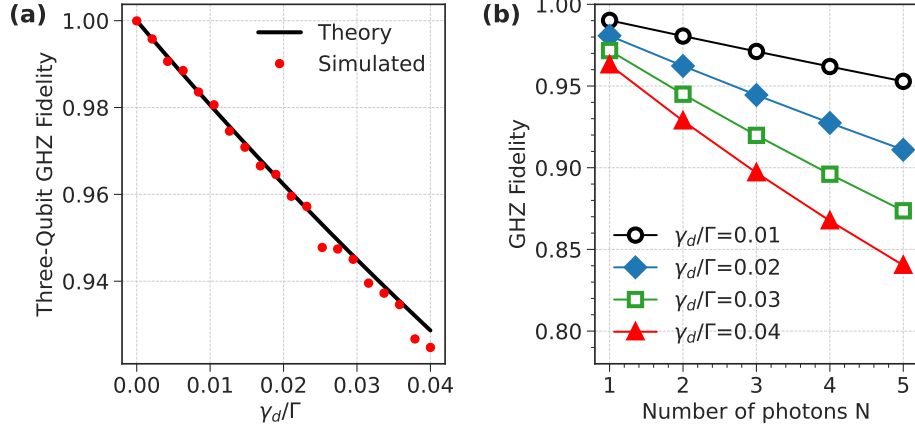 (a)
Three-Qubit GHZ Fidelity
1.00
0.98
0.96
0.94
Theory
Simulated
0.00 0.01 0.02 0.03 0.04
γd/Γ
(b)
GHZ Fidelity
1.00
0.95
0.90
0.85
0.80
γd/Γ=0.01
γd/Γ=0.02
γd/Γ=0.03
γd/Γ=0.04
1 2 3 4 5
Number of photons N